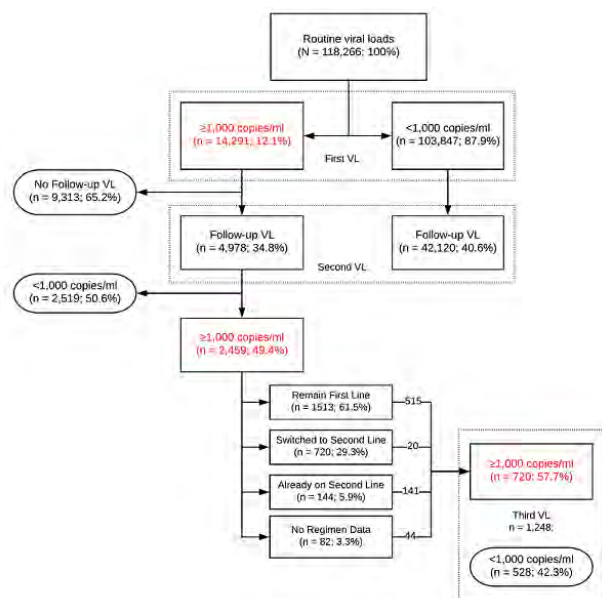 Routine viral loads
(N = 118,266; 100%)
≥1,000 copies/ml
(n = 14,291; 12.1%)
<1,000 copies/ml
(n = 103,847; 87.9%)
First VL
No Follow-up VL
(n = 9,313; 65.2%)
Follow-up VL
(n = 4,978; 34.8%)
Follow-up VL
(n = 42,120; 40.6%)
Second VL
<1,000 copies/ml
(n = 2,519; 50.6%)
≥1,000 copies/ml
(n = 2,459; 49.4%)
Remain First Line
(n = 1513; 61.5%)
515
Switched to Second Line
(n = 720; 29.3%)
20
Already on Second Line
(n = 144; 5.9%)
141
No Regimen Data
(n = 82; 3.3%)
44
≥1,000 copies/ml
(n = 720; 57.7%)
Third VL
n = 1,248;
<1,000 copies/ml
(n = 528; 42.3%)